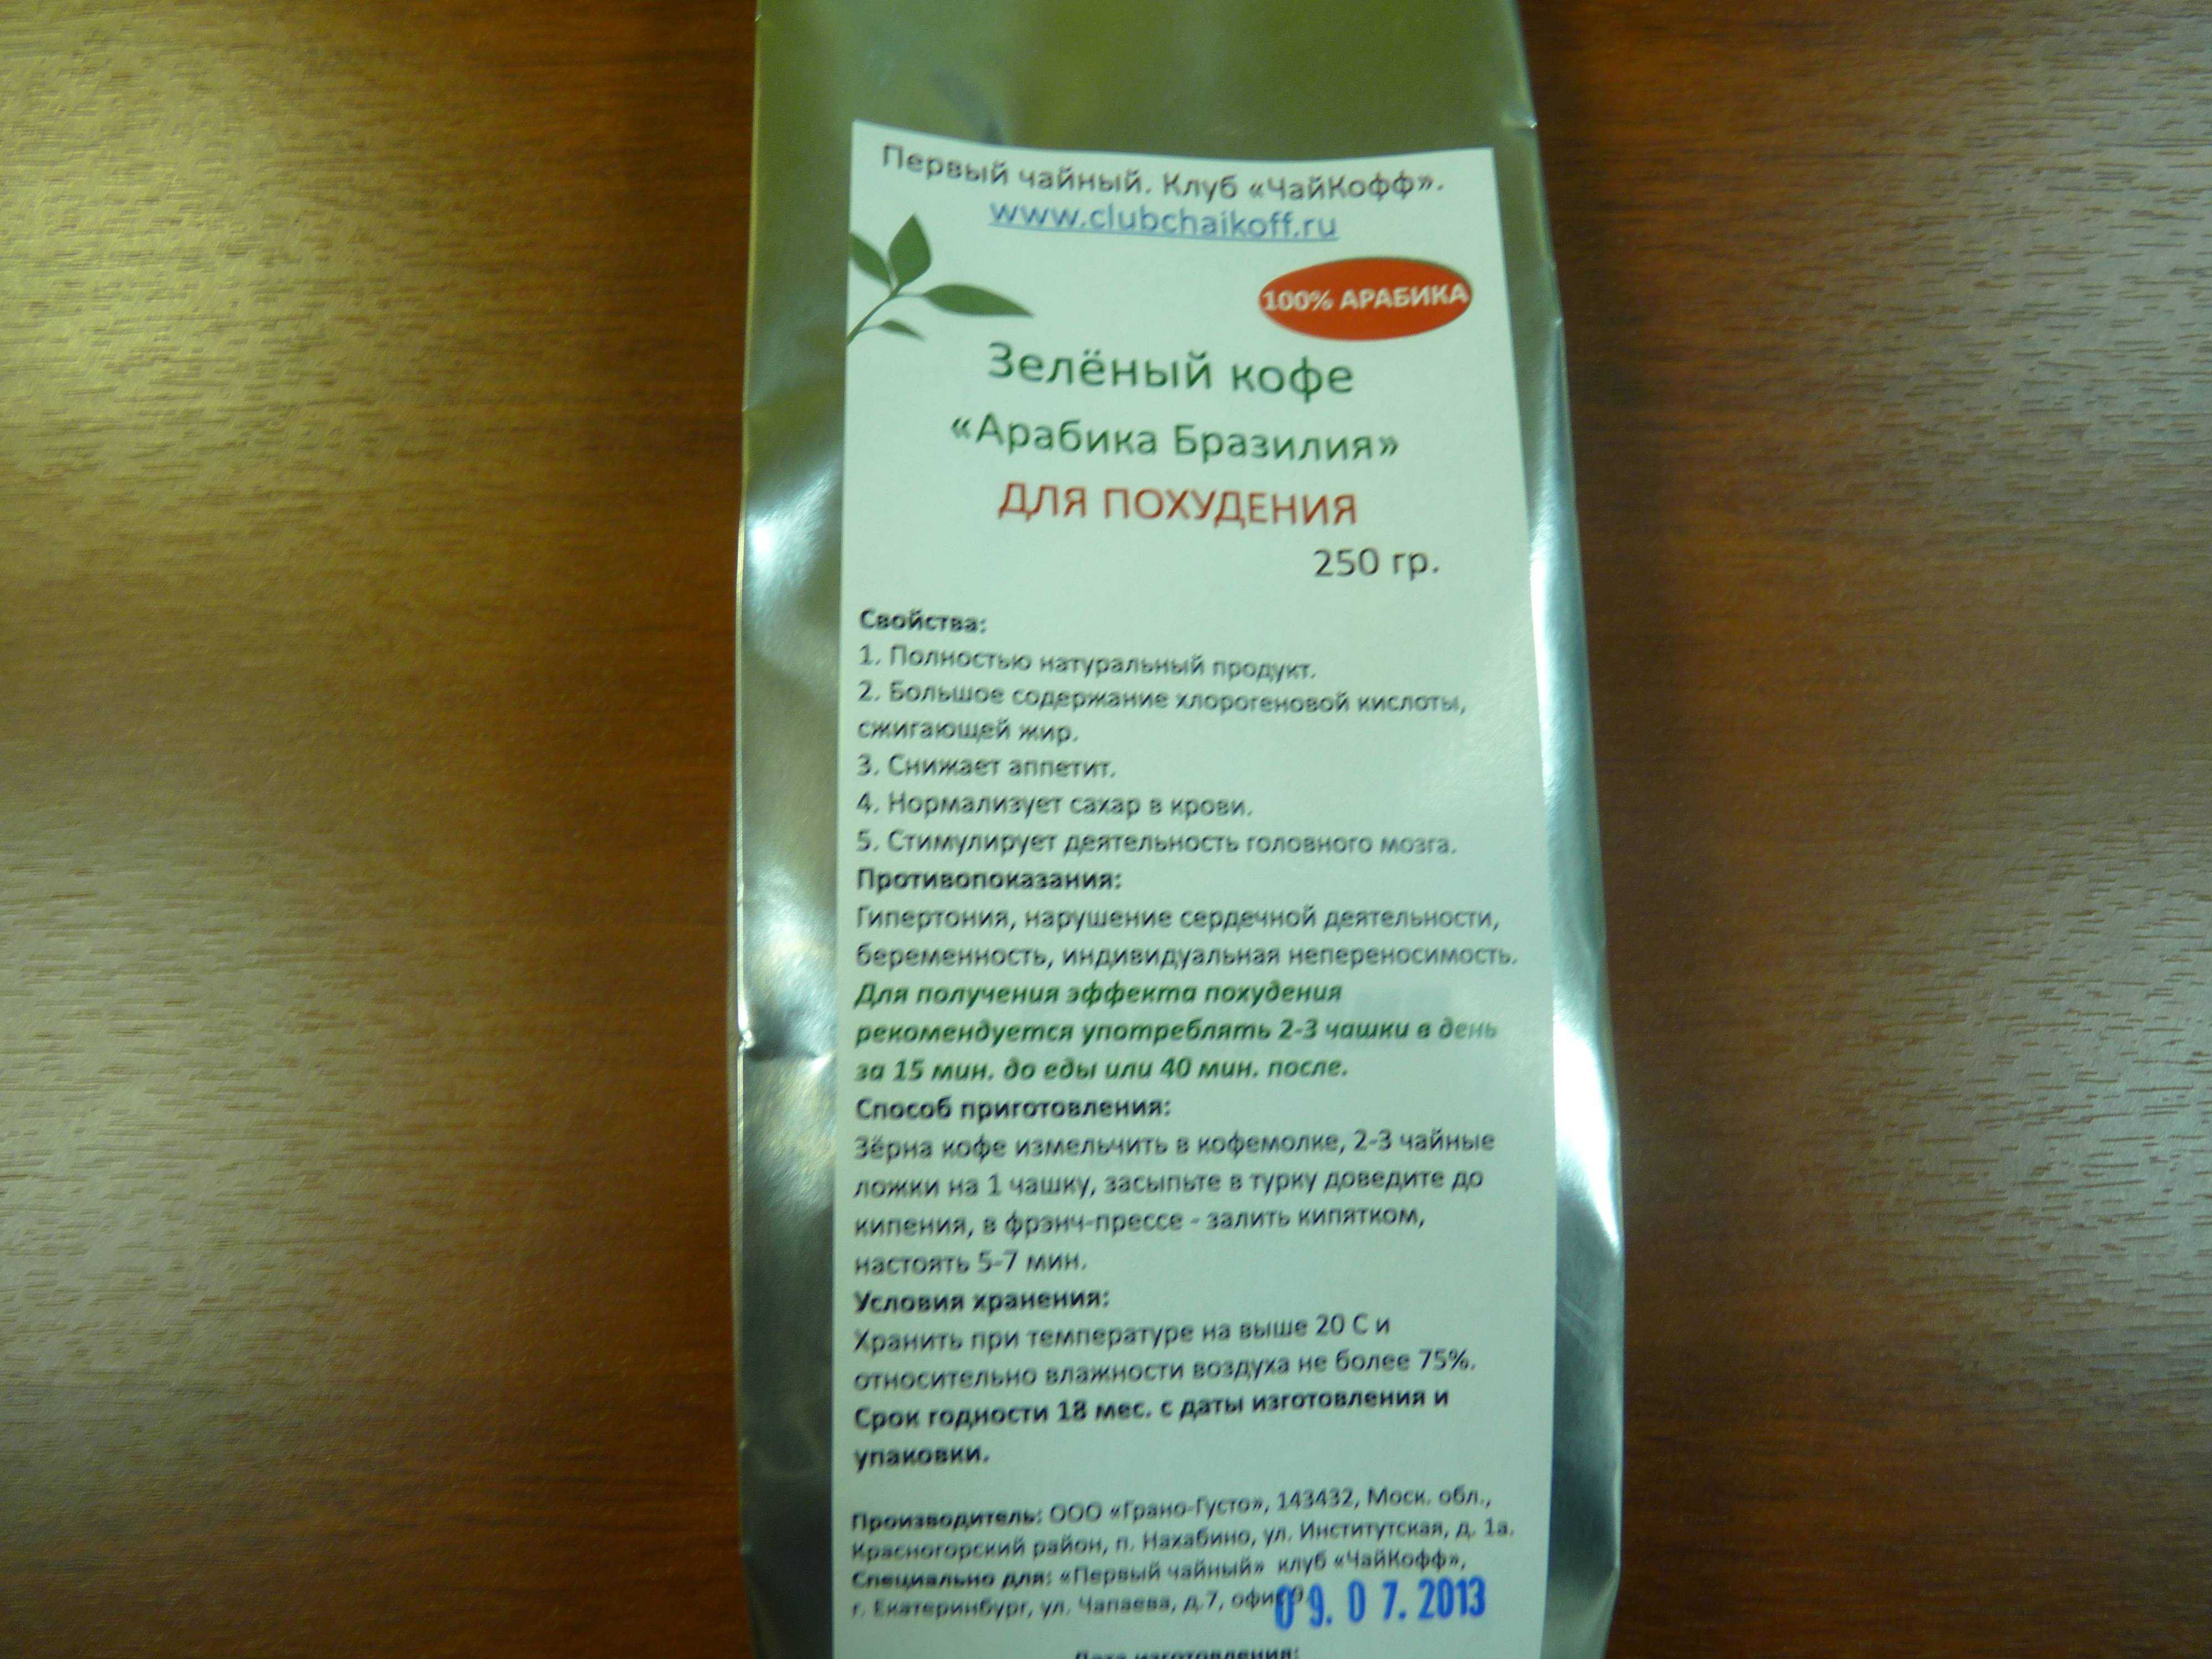 Первый чайный. Клуб «ЧайКофф».
www.clubchaikoff.ru
100% АРАБИКА
Зелёный кофе
«Арабика Бразилия»
ДЛЯ ПОХУДЕНИЯ
250 гр.
Свойства:
1. Полностью натуральный продукт.
2. Большое содержание хлорогеновой кислоты,
сжигающей жир.
3. Снижает аппетит.
4. Нормализует сахар в крови.
5. Стимулирует деятельность головного мозга.
Противопоказания:
Гипертония, нарушение сердечной деятельности,
беременность, индивидуальная непереносимость.
Для получения эффекта похудения
рекомендуется употреблять 2-3 чашки в день
за 15 мин. до еды или 40 мин. после.
Способ приготовления:
Зёрна кофе измельчить в кофемолке, 2-3 чайные
ложки на 1 чашку, засыпьте в турку доведите до
кипения, в фрэнч-прессе - залить кипятком,
настоять 5-7 мин.
Условия хранения:
Хранить при температуре на выше 20 С и
относительно влажности воздуха не более 75%.
Срок годности 18 мес. с даты изготовления и
упаковки.
Производитель: ООО «Грано-Густо», 143432, Моск. обл.,
Красногорский район, п. Нахабино, ул. Институтская, д. 1а.
Специально для: «Первый чайный» клуб «ЧайКофф»,
г. Екатеринбург, ул. Чапаева, д.7, офис 9.
09.07.2013
Дата изготовления: